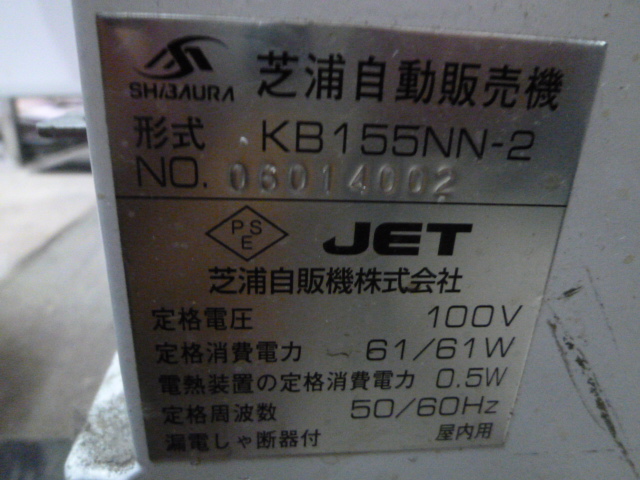 SHIBAURA 芝浦自動販売機
形式 KB155NN-2
NO. 06014002
PSE JET
芝浦自販機株式会社
定格電圧 100V
定格消費電力 61/61W
電熱装置の定格消費電力 0.5W
定格周波数 50/60Hz
漏電しゃ断器付 屋内用